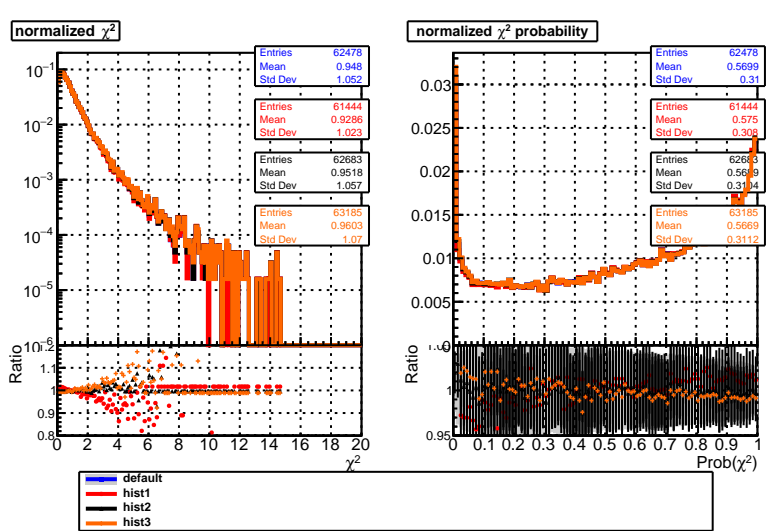 normalized χ²
Entries 62478
Mean 0.948
Std Dev 1.052
Entries 61444
Mean 0.9286
Std Dev 1.023
Entries 62683
Mean 0.9518
Std Dev 1.057
Entries 63185
Mean 0.9603
Std Dev 1.07
10⁻¹
10⁻²
10⁻³
10⁻⁴
10⁻⁵
Ratio
1.1
1
0.9
0.8
0 2 4 6 8 10 12 14 16 18 20
χ²
normalized χ² probability
Entries 62478
Mean 0.5699
Std Dev 0.31
Entries 61444
Mean 0.575
Std Dev 0.308
Entries 62683
Mean
Std Dev
Entries 63185
Mean 0.5669
Std Dev 0.3112
0.03
0.025
0.02
0.015
0.01
0.005
Ratio
1
0.95
0 0.1 0.2 0.3 0.4 0.5 0.6 0.7 0.8 0.9 1
Prob(χ²)
default
hist1
hist2
hist3